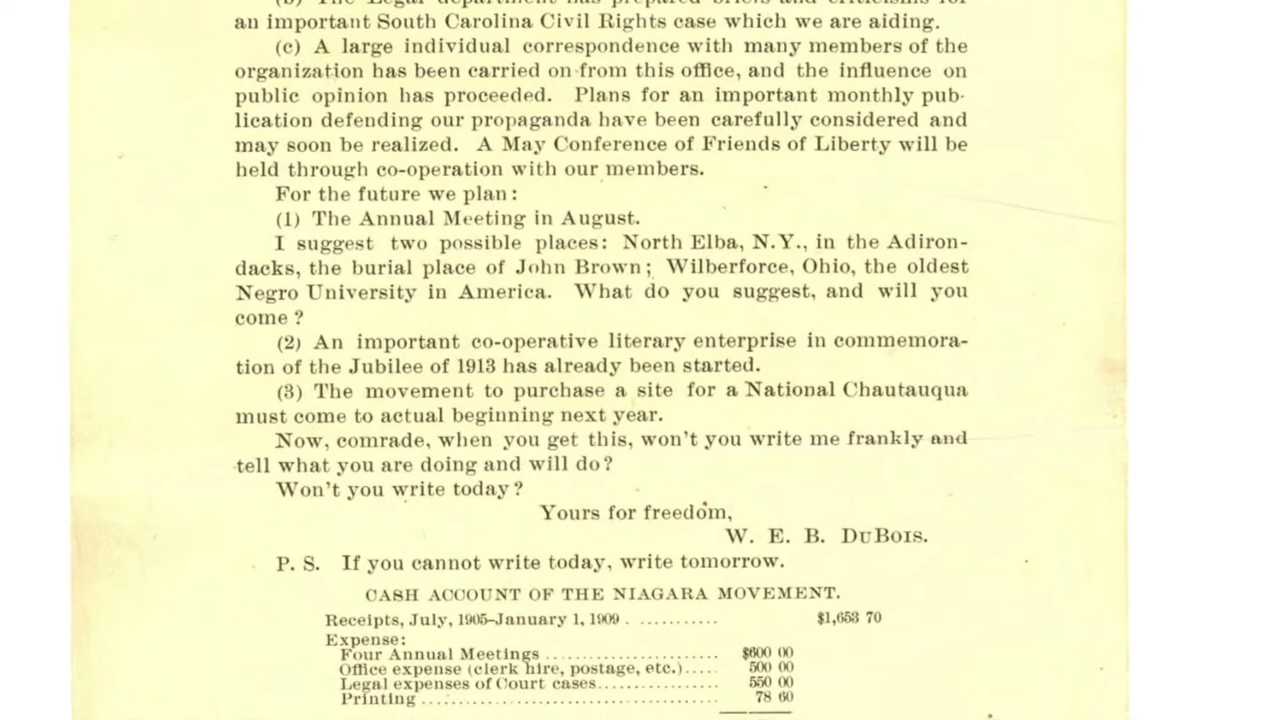 (b) The Legal department has prepared briefs and criticisms for
an important South Carolina Civil Rights case which we are aiding.
(c) A large individual correspondence with many members of the
organization has been carried on from this office, and the influence on
public opinion has proceeded. Plans for an important monthly pub-
lication defending our propaganda have been carefully considered and
may soon be realized. A May Conference of Friends of Liberty will be
held through co-operation with our members.
For the future we plan:
(1) The Annual Meeting in August.
I suggest two possible places: North Elba, N.Y., in the Adiron-
dacks, the burial place of John Brown; Wilberforce, Ohio, the oldest
Negro University in America. What do you suggest, and will you
come?
(2) An important co-operative literary enterprise in commemora-
tion of the Jubilee of 1913 has already been started.
(3) The movement to purchase a site for a National Chautauqua
must come to actual beginning next year.
Now, comrade, when you get this, won't you write me frankly and
tell what you are doing and will do?
Won't you write today?
Yours for freedom,
W. E. B. DuBois.
P. S. If you cannot write today, write tomorrow.
CASH ACCOUNT OF THE NIAGARA MOVEMENT.
Receipts, July, 1905-January 1, 1909 . ........... $1,653 70
Expense:
Four Annual Meetings ....................... $600 00
Office expense (clerk hire, postage, etc.)..... 500 00
Legal expenses of Court cases................ 550 00
Printing ....................................... 78 60